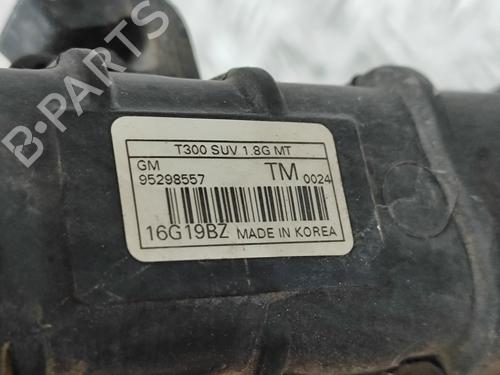 B-PARTS
T300 SUV 1.8G MT
GM TM
95298557 0024
16G19BZ MADE IN KOREA